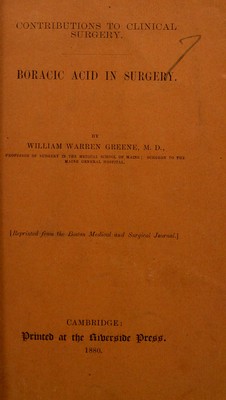 CONTRIBUTIONS TO CLINICAL
SURGERY.
BORACIC ACID IN SURGERY.
BY
WILLIAM WARREN GREENE, M. D.,
PROFESSOR OF SURGERY IN THE MEDICAL SCHOOL OF MAINE; SURGEON TO THE
MAINE GENERAL HOSPITAL.
[Reprinted from the Boston Medical and Surgical Journal.]
CAMBRIDGE:
Printed at the Riverside Press.
1880.